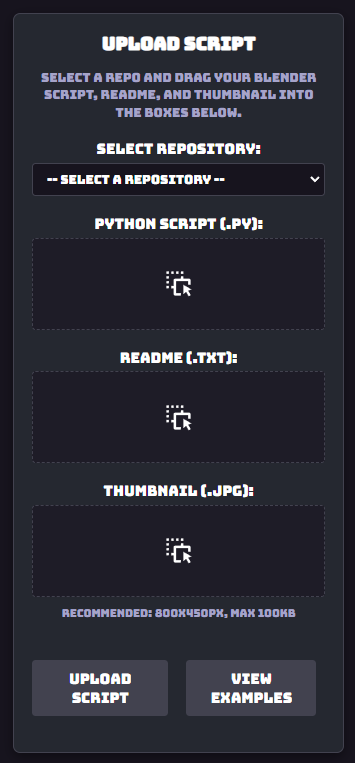 UPLOAD SCRIPT
SELECT A REPO AND DRAG YOUR BLENDER
SCRIPT, README, AND THUMBNAIL INTO
THE BOXES BELOW.
SELECT REPOSITORY:
-- SELECT A REPOSITORY --
PYTHON SCRIPT (.PY):
README (.TXT):
THUMBNAIL (.JPG):
RECOMMENDED: 800X450PX, MAX 100KB
UPLOAD
SCRIPT
VIEW
EXAMPLES